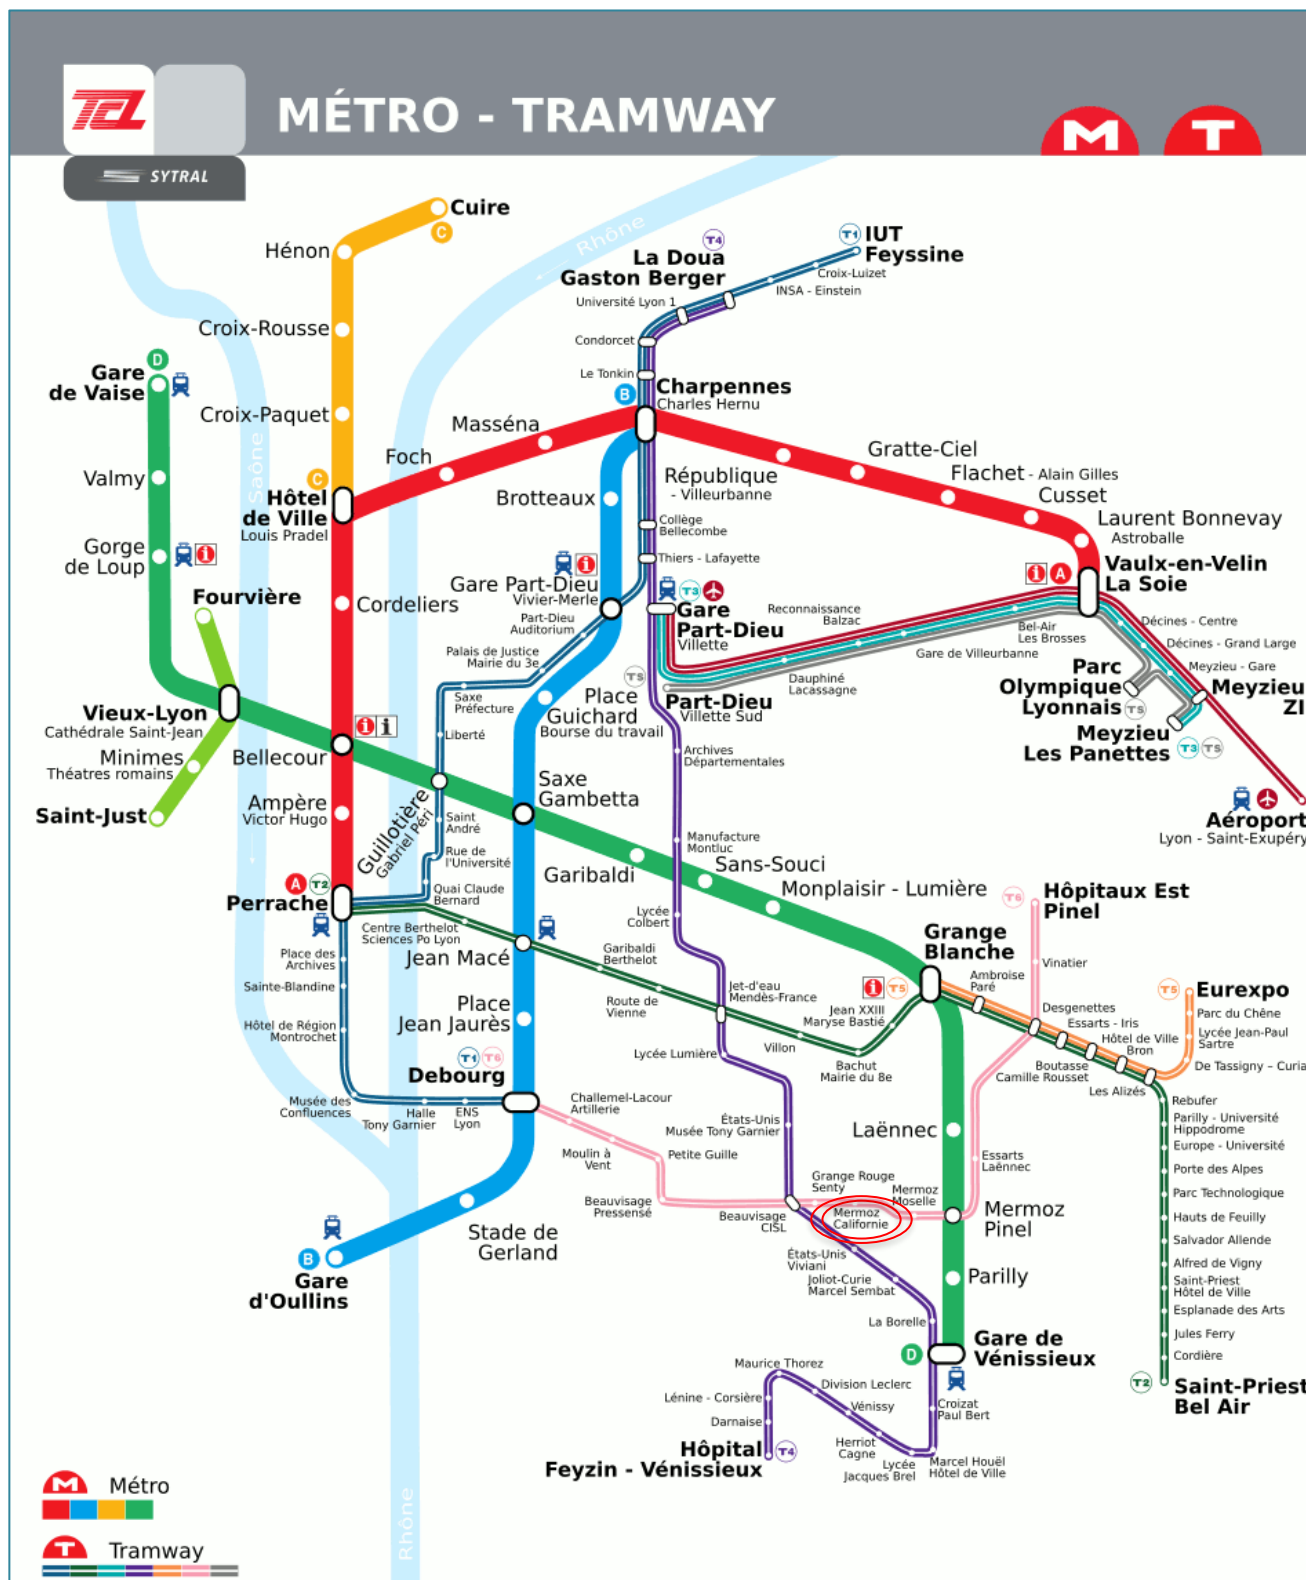 TCL
SYTRAL
MÉTRO - TRAMWAY
M
T
Cuire
C
Hénon
Croix-Rousse
Croix-Paquet
C
Hôtel
de Ville
Louis Pradel
Rhône
Saône
D
Gare
de Vaise
Valmy
Gorge
de Loup
i
Fourvière
Vieux-Lyon
Cathédrale Saint-Jean
Minimes
Théatres romains
Saint-Just
T4
La Doua
Gaston Berger
T1
IUT
Feyssine
Croix-Luizet
INSA - Einstein
Université Lyon 1
Condorcet
Le Tonkin
B
Charpennes
Charles Hernu
Masséna
Foch
République
- Villeurbanne
Gratte-Ciel
Flachet - Alain Gilles
Cusset
Laurent Bonnevay
Astroballe
i
A
Vaulx-en-Velin
La Soie
Brotteaux
Collège
Bellecombe
Thiers - Lafayette
i
Gare Part-Dieu
Vivier-Merle
Part-Dieu
Auditorium
Palais de Justice
Mairie du 3e
Saxe
Préfecture
Liberté
T3
Gare
Part-Dieu
Villette
T5
Part-Dieu
Villette Sud
Reconnaissance
Balzac
Dauphiné
Lacassagne
Gare de Villeurbanne
Bel-Air
Les Brosses
Décines - Centre
Décines - Grand Large
Meyzieu - Gare
Meyzieu
ZI
Parc
Olympique
Lyonnais
T5
Meyzieu
Les Panettes
T3
T5
Aéroport
Lyon - Saint-Exupéry
Cordeliers
i
i
Bellecour
Ampère
Victor Hugo
A
T2
Perrache
Guillotière
Gabriel Péri
Saint
André
Rue de
l'Université
Quai Claude
Bernard
Place
Guichard
Bourse du travail
Saxe
Gambetta
Garibaldi
Sans-Souci
Monplaisir - Lumière
Archives
Départementales
Manufacture
Montluc
Lycée
Colbert
Jet-d'eau
Mendès-France
Centre Berthelot
Sciences Po Lyon
Jean Macé
Garibaldi
Berthelot
Route de
Vienne
Villon
Bachut
Mairie du 8e
Jean XXIII
Maryse Bastié
i
T5
Grange
Blanche
T6
Hôpitaux Est
Pinel
Vinatier
Ambroise
Paré
Desgenettes
Essarts - Iris
Hôtel de Ville
Bron
Boutasse
Camille Rousset
Les Alizés
T5
Eurexpo
Parc du Chêne
Lycée Jean-Paul
Sartre
De Tassigny - Curia
Rebufer
Parilly - Université
Hippodrome
Europe - Université
Porte des Alpes
Parc Technologique
Hauts de Feuilly
Salvador Allende
Alfred de Vigny
Saint-Priest
Hôtel de Ville
Esplanade des Arts
Jules Ferry
Cordière
T2
Saint-Priest
Bel Air
Place des
Archives
Sainte-Blandine
Hôtel de Région
Montrochet
Musée des
Confluences
Halle
Tony Garnier
ENS
Lyon
Place
Jean Jaurès
T1
T6
Debourg
Challemel-Lacour
Artillerie
Moulin à
Vent
Petite Guille
Beauvisage
Pressensé
Beauvisage
CISL
Lycée Lumière
États-Unis
Musée Tony Garnier
Grange Rouge
Senty
Mermoz
Californie
Mermoz
Moselle
Mermoz
Pinel
Laënnec
Essarts
Laënnec
Parilly
États-Unis
Viviani
Joliot-Curie
Marcel Sembat
La Borelle
D
Gare de
Vénissieux
Croizat
Paul Bert
Marcel Houël
Hôtel de Ville
Lycée
Jacques Brel
Herriot
Cagne
Vénissy
Division Leclerc
Maurice Thorez
Lénine - Corsière
Darnaise
Hôpital
Feyzin - Vénissieux
T4
Stade de
Gerland
B
Gare
d'Oullins
Rhône
M
Métro
T
Tramway